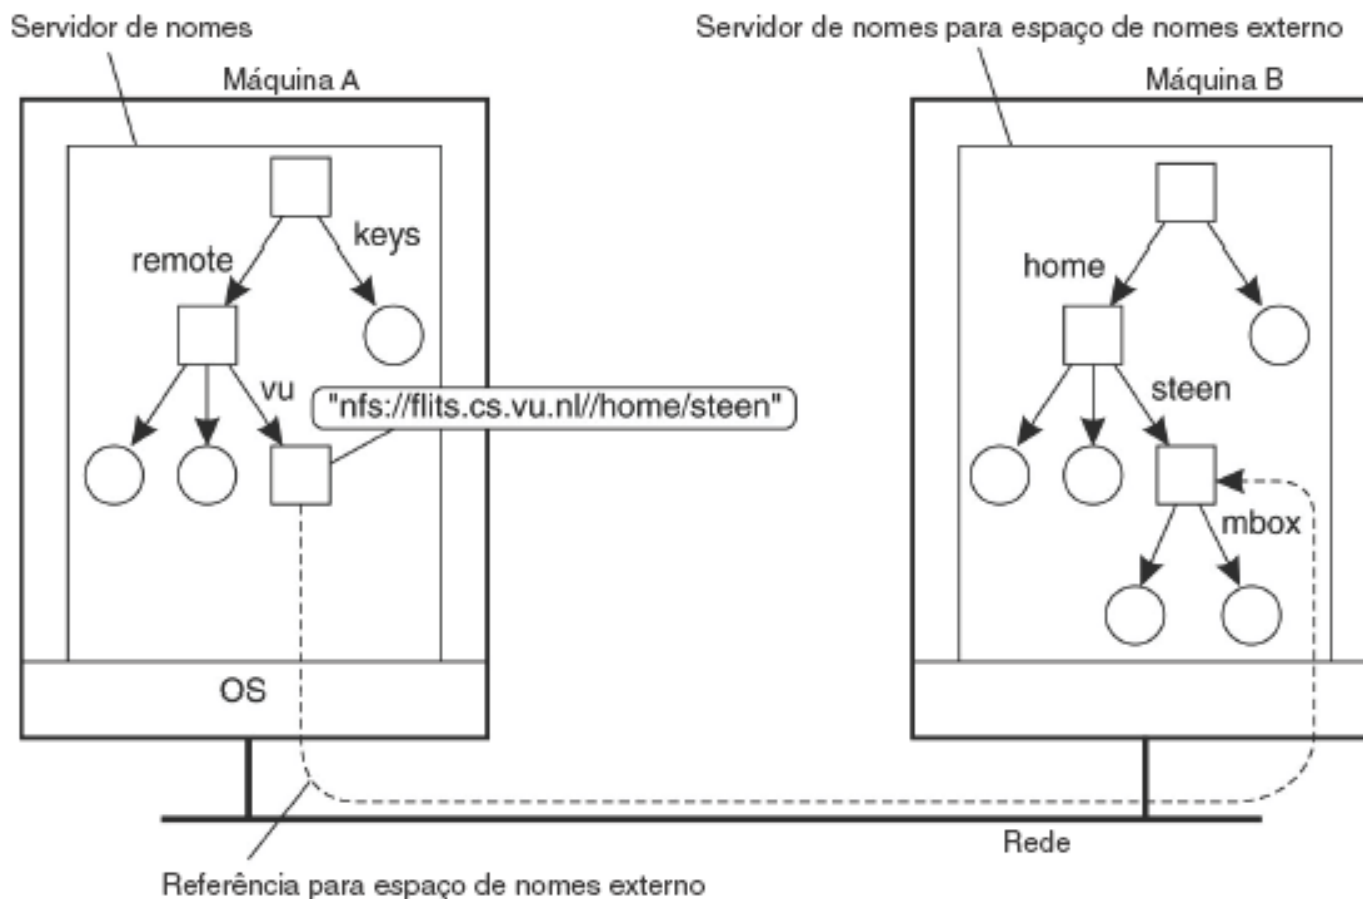 Servidor de nomes
Servidor de nomes para espaço de nomes externo
Máquina A
Máquina B
keys
remote
home
vu
"nfs://flits.cs.vu.nl//home/steen"
steen
mbox
OS
Rede
Referência para espaço de nomes externo